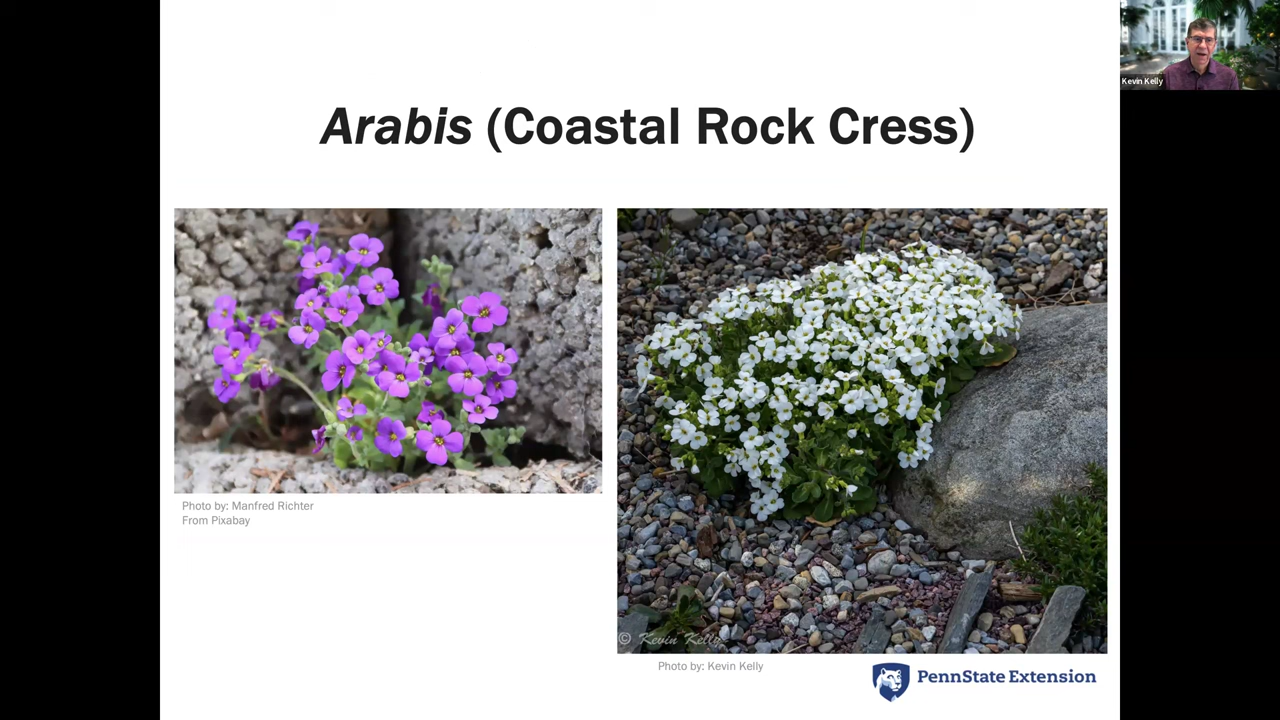 Kevin Kelly
Arabis (Coastal Rock Cress)
Photo by: Manfred Richter
From Pixabay
© Kevin Kelly
Photo by: Kevin Kelly
PennState Extension